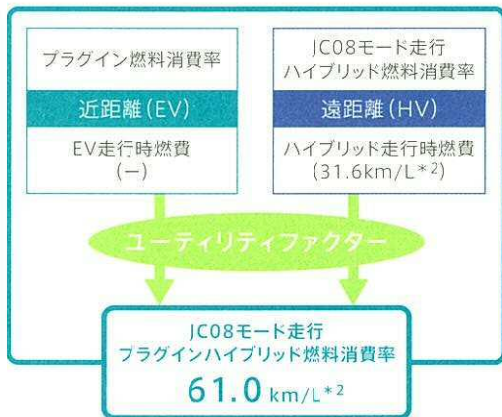 プラグイン燃料消費率
近距離(EV)
EV走行時燃費
(ー)
JC08モード走行
ハイブリッド燃料消費率
遠距離(HV)
ハイブリッド走行時燃費
(31.6km/L*2)
ユーティリティファクター
JC08モード走行
プラグインハイブリッド燃料消費率
61.0 km/L*2